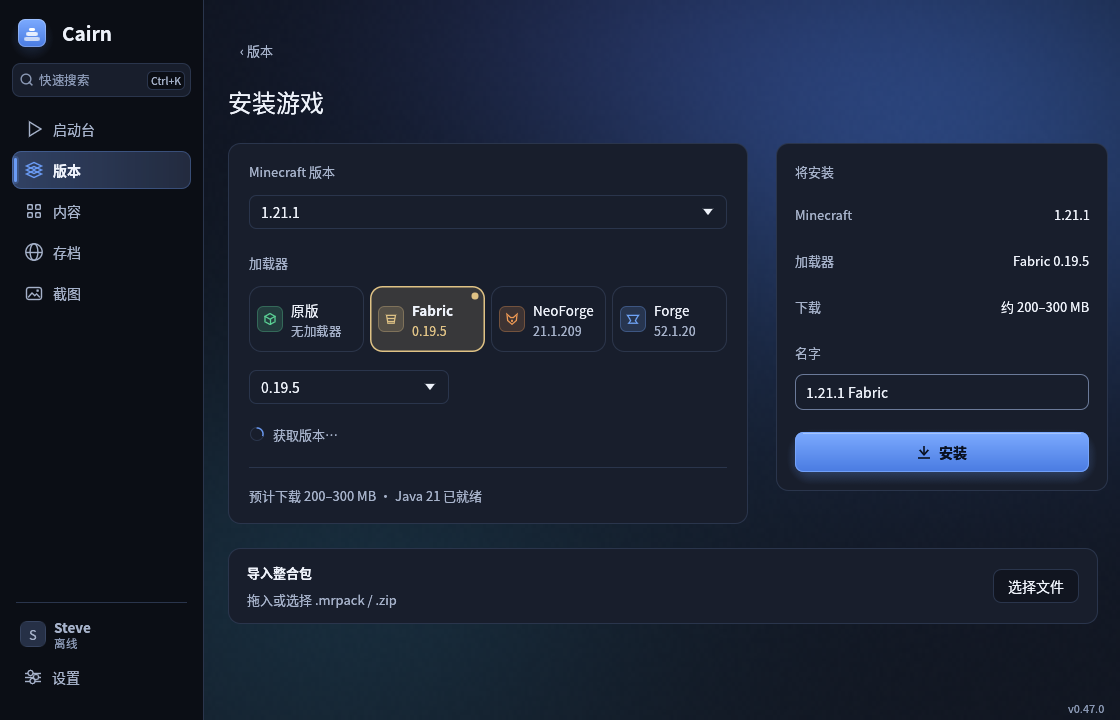 Cairn
快速搜索 Ctrl+K
启动台
版本
内容
存档
截图
S Steve
离线
设置
‹ 版本
安装游戏
Minecraft 版本
1.21.1
加载器
原版
无加载器
Fabric
0.19.5
NeoForge
21.1.209
Forge
52.1.20
0.19.5
获取版本…
预计下载 200–300 MB · Java 21 已就绪
将安装
Minecraft 1.21.1
加载器 Fabric 0.19.5
下载 约 200–300 MB
名字
1.21.1 Fabric
安装
导入整合包
拖入或选择 .mrpack / .zip
选择文件
v0.47.0